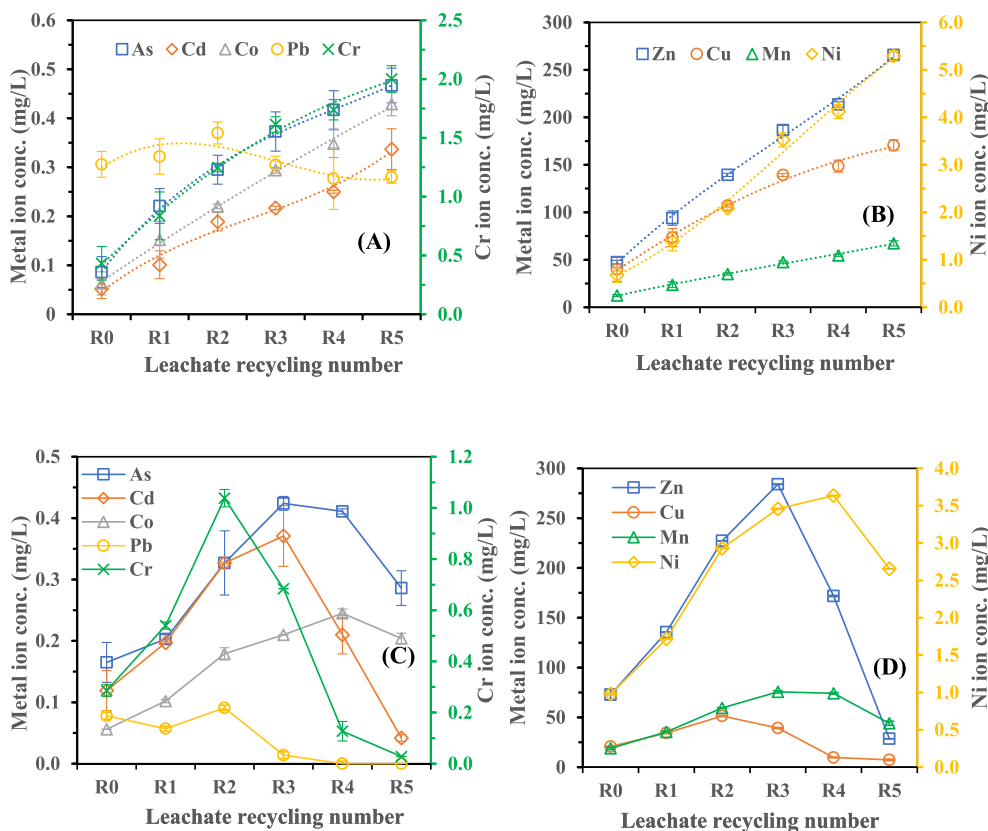 0.6
0.5
0.4
0.3
0.2
0.1
0.0
Metal ion conc. (mg/L)
As Cd Co Pb Cr
(A)
2.5
2.0
1.5
1.0
0.5
0.0
Cr ion conc. (mg/L)
R0 R1 R2 R3 R4 R5
Leachate recycling number
300
250
200
150
100
50
0
Metal ion conc. (mg/L)
Zn Cu Mn Ni
(B)
6.0
5.0
4.0
3.0
2.0
1.0
0.0
Ni ion conc. (mg/L)
R0 R1 R2 R3 R4 R5
Leachate recycling number
0.5
0.4
0.3
0.2
0.1
0.0
Metal ion conc. (mg/L)
As
Cd
Co
Pb
Cr
(C)
1.2
1.0
0.8
0.6
0.4
0.2
0.0
Cr ion conc. (mg/L)
R0 R1 R2 R3 R4 R5
Leachate recycling number
300
250
200
150
100
50
0
Metal ion conc. (mg/L)
Zn
Cu
Mn
Ni
(D)
4.0
3.5
3.0
2.5
2.0
1.5
1.0
0.5
0.0
Ni ion conc. (mg/L)
R0 R1 R2 R3 R4 R5
Leachate recycling number